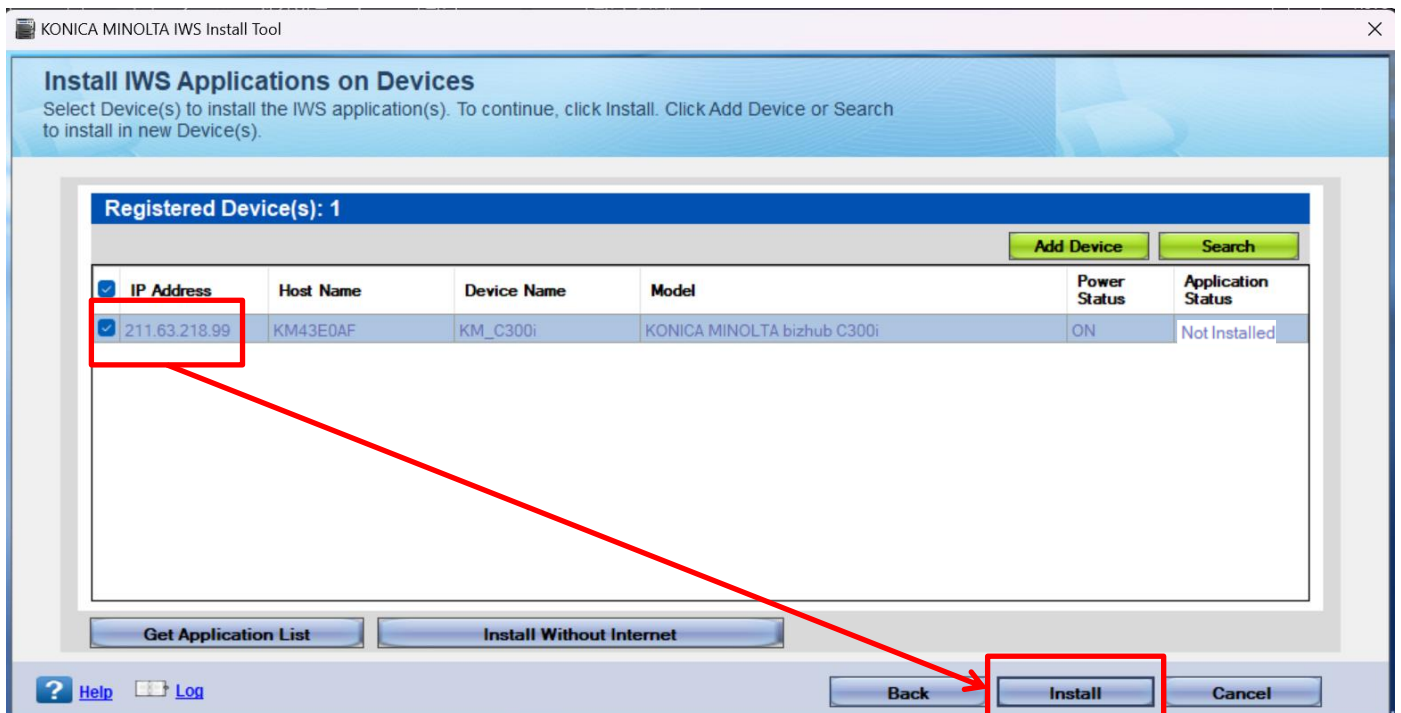 KONICA MINOLTA IWS Install Tool
Install IWS Applications on Devices
Select Device(s) to install the IWS application(s). To continue, click Install. Click Add Device or Search
to install in new Device(s).
Registered Device(s): 1
Add Device Search
IP Address Host Name Device Name Model Power Status Application Status
211.63.218.99 KM43E0AF KM_C300i KONICA MINOLTA bizhub C300i ON Not Installed
Get Application List Install Without Internet
? Help Log Back Install Cancel